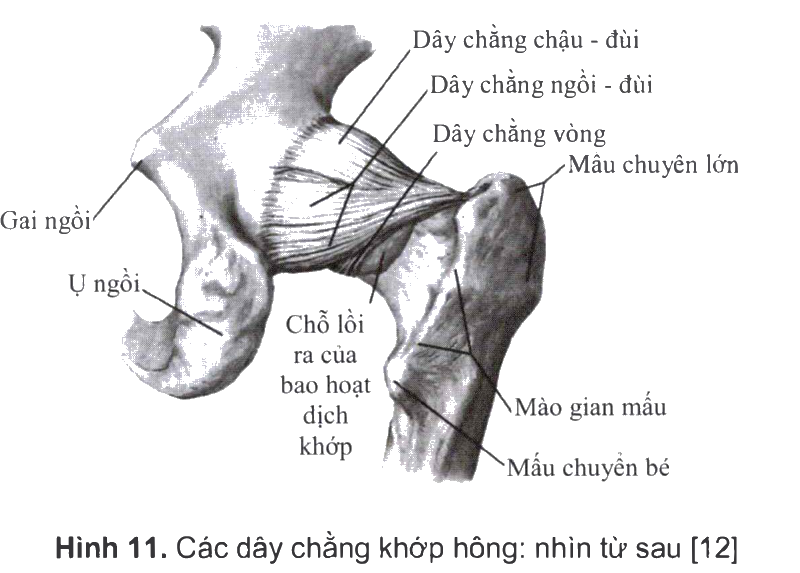 Dây chằng chậu - đùi
Dây chằng ngồi - đùi
Dây chằng vòng
Mâu chuyên lớn
Gai ngồi
Ụ ngồi
Chỗ lồi
ra của
bao hoạt
dịch
khớp
Mào gian mấu
Mấu chuyển bé
Hình 11. Các dây chằng khớp hông: nhìn từ sau [12]